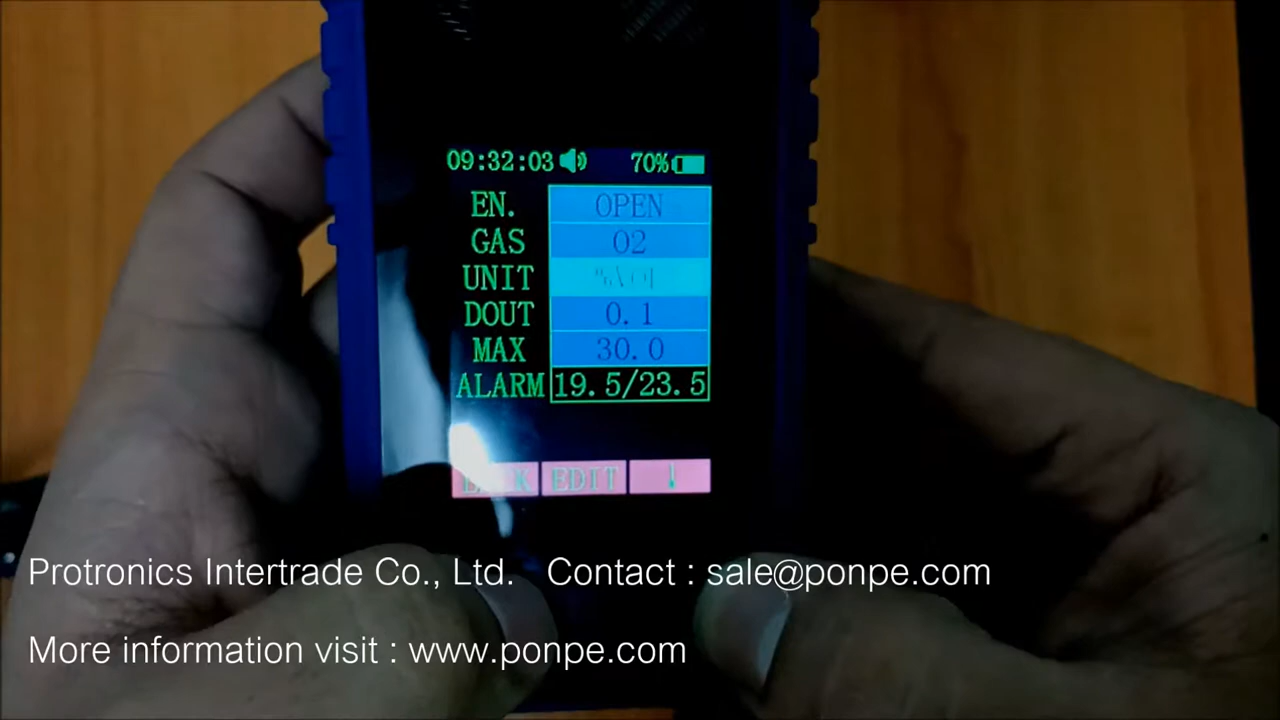 09:32:03 70%
EN. OPEN
GAS O2
UNIT
DOUT 0.1
MAX 30.0
ALARM 19.5/23.5
EDIT ↓
Protronics Intertrade Co., Ltd. Contact : sale@ponpe.com
More information visit : www.ponpe.com